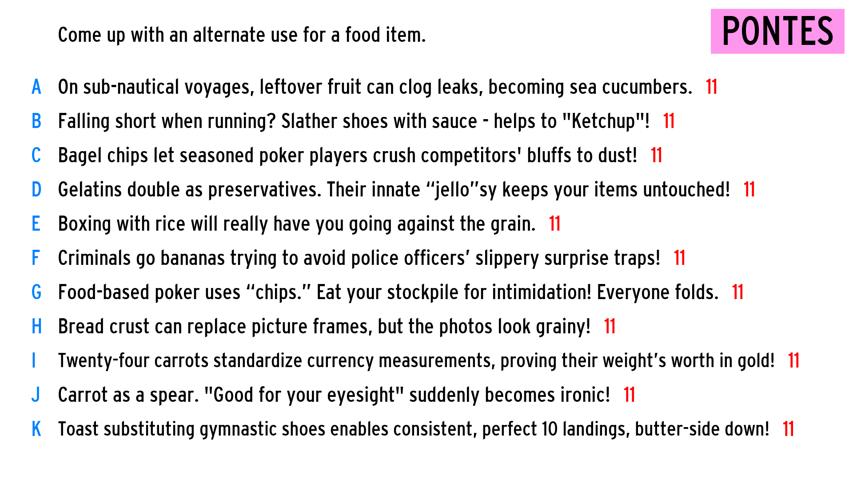 Come up with an alternate use for a food item.
PONTES
A On sub-nautical voyages, leftover fruit can clog leaks, becoming sea cucumbers. 11
B Falling short when running? Slather shoes with sauce - helps to "Ketchup"! 11
C Bagel chips let seasoned poker players crush competitors' bluffs to dust! 11
D Gelatins double as preservatives. Their innate “jello”sy keeps your items untouched! 11
E Boxing with rice will really have you going against the grain. 11
F Criminals go bananas trying to avoid police officers’ slippery surprise traps! 11
G Food-based poker uses “chips.” Eat your stockpile for intimidation! Everyone folds. 11
H Bread crust can replace picture frames, but the photos look grainy! 11
I Twenty-four carrots standardize currency measurements, proving their weight’s worth in gold! 11
J Carrot as a spear. "Good for your eyesight" suddenly becomes ironic! 11
K Toast substituting gymnastic shoes enables consistent, perfect 10 landings, butter-side down! 11